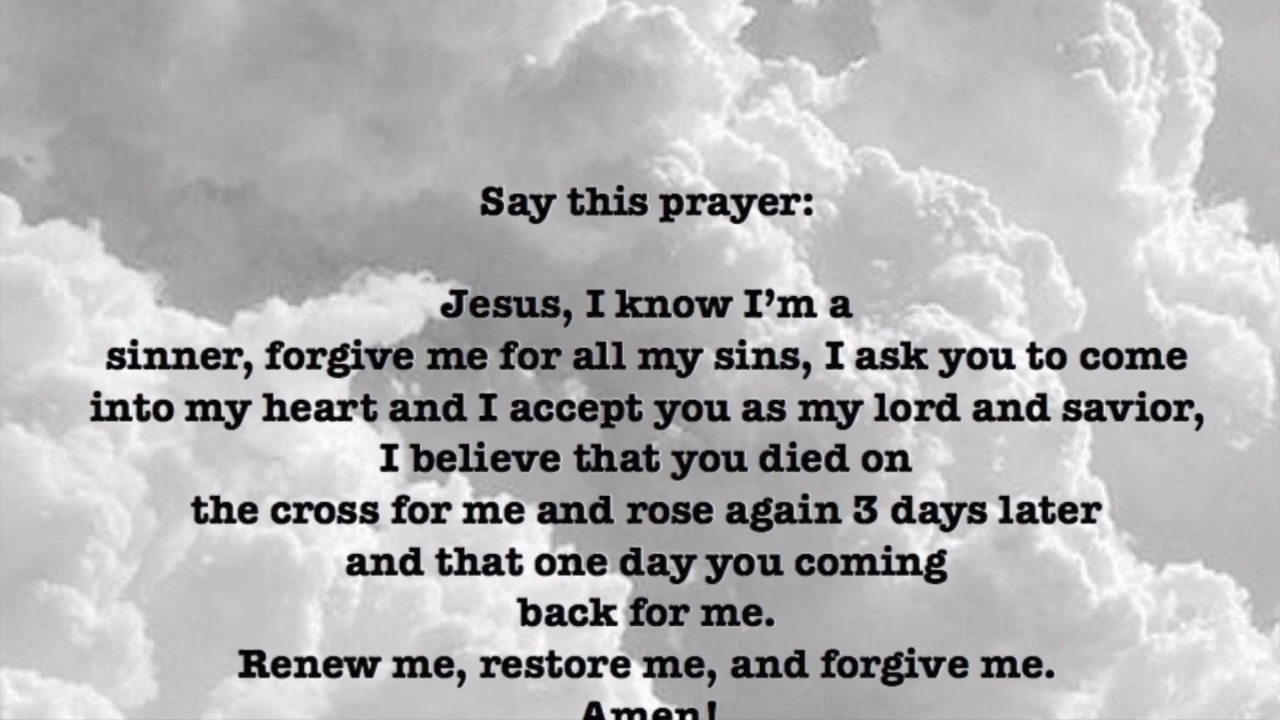 Say this prayer:
Jesus, I know I’m a
sinner, forgive me for all my sins, I ask you to come
into my heart and I accept you as my lord and savior,
I believe that you died on
the cross for me and rose again 3 days later
and that one day you coming
back for me.
Renew me, restore me, and forgive me.
Amen!